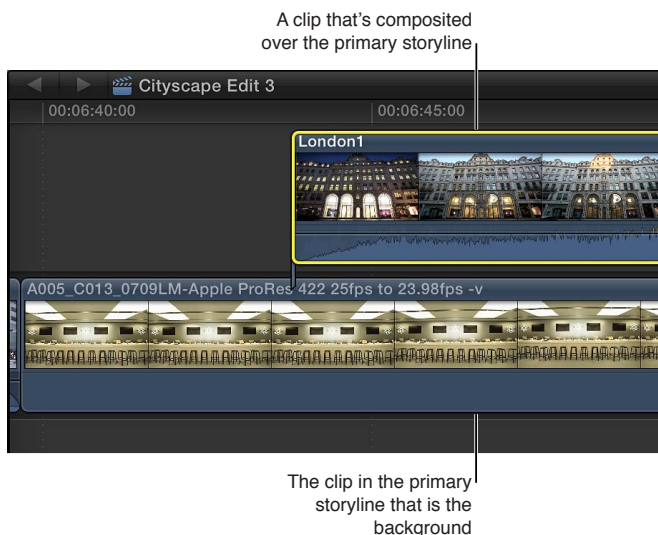 A clip that's composited
over the primary storyline
Cityscape Edit 3
00:06:40:00
00:06:45:00
London1
A005_C013_0709LM-Apple ProRes 422 25fps to 23.98fps -v
The clip in the primary
storyline that is the
background